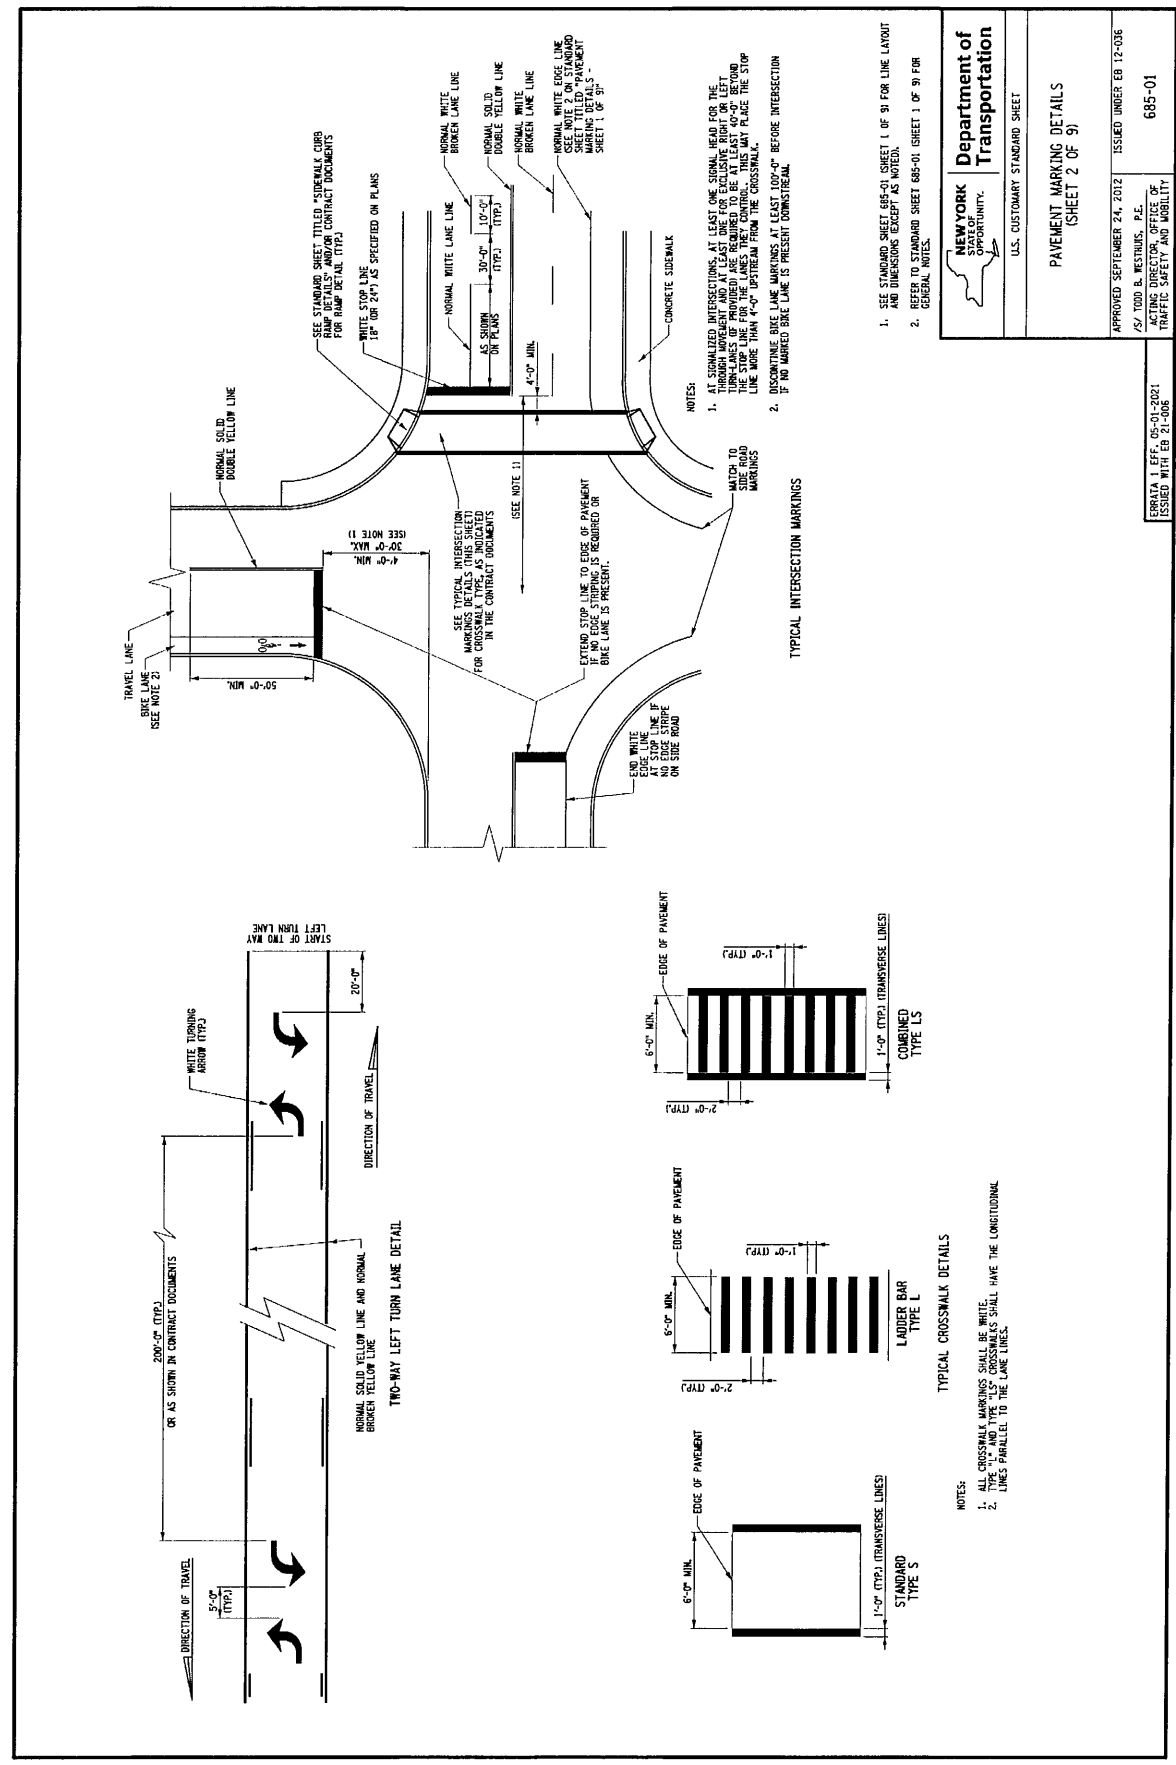 DIRECTION OF TRAVEL
5'-0"
(TYP.)
200'-0" (TYP.)
OR AS SHOWN IN CONTRACT DOCUMENTS
WHITE TURNING
ARROW (TYP.)
START OF TWO WAY
LEFT TURN LANE
20'-0"
DIRECTION OF TRAVEL
NORMAL SOLID YELLOW LINE AND NORMAL
BROKEN YELLOW LINE
TWO-WAY LEFT TURN LANE DETAIL
TRAVEL LANE
BIKE LANE
(SEE NOTE 2)
50'-0" MIN.
NORMAL SOLID
DOUBLE YELLOW LINE
4'-0" MIN.
30'-0" MAX.
(SEE NOTE 1)
SEE STANDARD SHEET TITLED "SIDEWALK CURB
RAMP DETAILS" AND/OR CONTRACT DOCUMENTS
FOR RAMP DETAIL (TYP.)
WHITE STOP LINE
18" (OR 24") AS SPECIFIED ON PLANS
NORMAL WHITE LANE LINE
NORMAL WHITE
BROKEN LANE LINE
AS SHOWN
ON PLANS
30'-0"
(TYP.)
10'-0"
(TYP.)
NORMAL SOLID
DOUBLE YELLOW LINE
NORMAL WHITE
BROKEN LANE LINE
4'-0" MIN.
NORMAL WHITE EDGE LINE
(SEE NOTE 2 ON STANDARD
SHEET TITLED "PAVEMENT
MARKING DETAILS -
SHEET 1 OF 9)"
SEE TYPICAL INTERSECTION
MARKINGS DETAILS (THIS SHEET)
FOR CROSSWALK TYPE, AS INDICATED
IN THE CONTRACT DOCUMENTS
(SEE NOTE 1)
EXTEND STOP LINE TO EDGE OF PAVEMENT
IF NO EDGE STRIPING IS REQUIRED OR
BIKE LANE IS PRESENT.
END WHITE
EDGE LINE
AT STOP LINE IF
NO EDGE STRIPE
ON SIDE ROAD
CONCRETE SIDEWALK
MATCH TO
SIDE ROAD
MARKINGS
TYPICAL INTERSECTION MARKINGS
NOTES:
1. AT SIGNALIZED INTERSECTIONS, AT LEAST ONE SIGNAL HEAD FOR THE
THROUGH MOVEMENT AND AT LEAST ONE FOR EXCLUSIVE RIGHT OR LEFT
TURN-LANES (IF PROVIDED) ARE REQUIRED TO BE AT LEAST 40'-0" BEYOND
THE STOP LINE FOR THE LANES THEY CONTROL. THIS MAY PLACE THE STOP
LINE MORE THAN 4'-0" UPSTREAM FROM THE CROSSWALK.
2. DISCONTINUE BIKE LANE MARKINGS AT LEAST 100'-0" BEFORE INTERSECTION
IF NO MARKED BIKE LANE IS PRESENT DOWNSTREAM.
6'-0" MIN.
EDGE OF PAVEMENT
1'-0" (TYP.) (TRANSVERSE LINES)
STANDARD
TYPE S
6'-0" MIN.
EDGE OF PAVEMENT
2'-0" (TYP.)
1'-0" (TYP.)
LADDER BAR
TYPE L
6'-0" MIN.
EDGE OF PAVEMENT
2'-0" (TYP.)
1'-0" (TYP.)
1'-0" (TYP.) (TRANSVERSE LINES)
COMBINED
TYPE LS
TYPICAL CROSSWALK DETAILS
NOTES:
1. ALL CROSSWALK MARKINGS SHALL BE WHITE.
2. TYPE "L" AND TYPE "LS" CROSSWALKS SHALL HAVE THE LONGITUDINAL
LINES PARALLEL TO THE LANE LINES.
1. SEE STANDARD SHEET 685-01 (SHEET 1 OF 9) FOR LINE LAYOUT
AND DIMENSIONS (EXCEPT AS NOTED).
2. REFER TO STANDARD SHEET 685-01 (SHEET 1 OF 9) FOR
GENERAL NOTES.
NEW YORK
STATE OF
OPPORTUNITY.
Department of
Transportation
U.S. CUSTOMARY STANDARD SHEET
PAVEMENT MARKING DETAILS
(SHEET 2 OF 9)
APPROVED SEPTEMBER 24, 2012
ISSUED UNDER EB 12-036
/S/ TODD B. WESTHUIS, P.E.
ACTING DIRECTOR, OFFICE OF
TRAFFIC SAFETY AND MOBILITY
685-01
ERRATA 1 EFF. 05-01-2021
ISSUED WITH EB 21-006